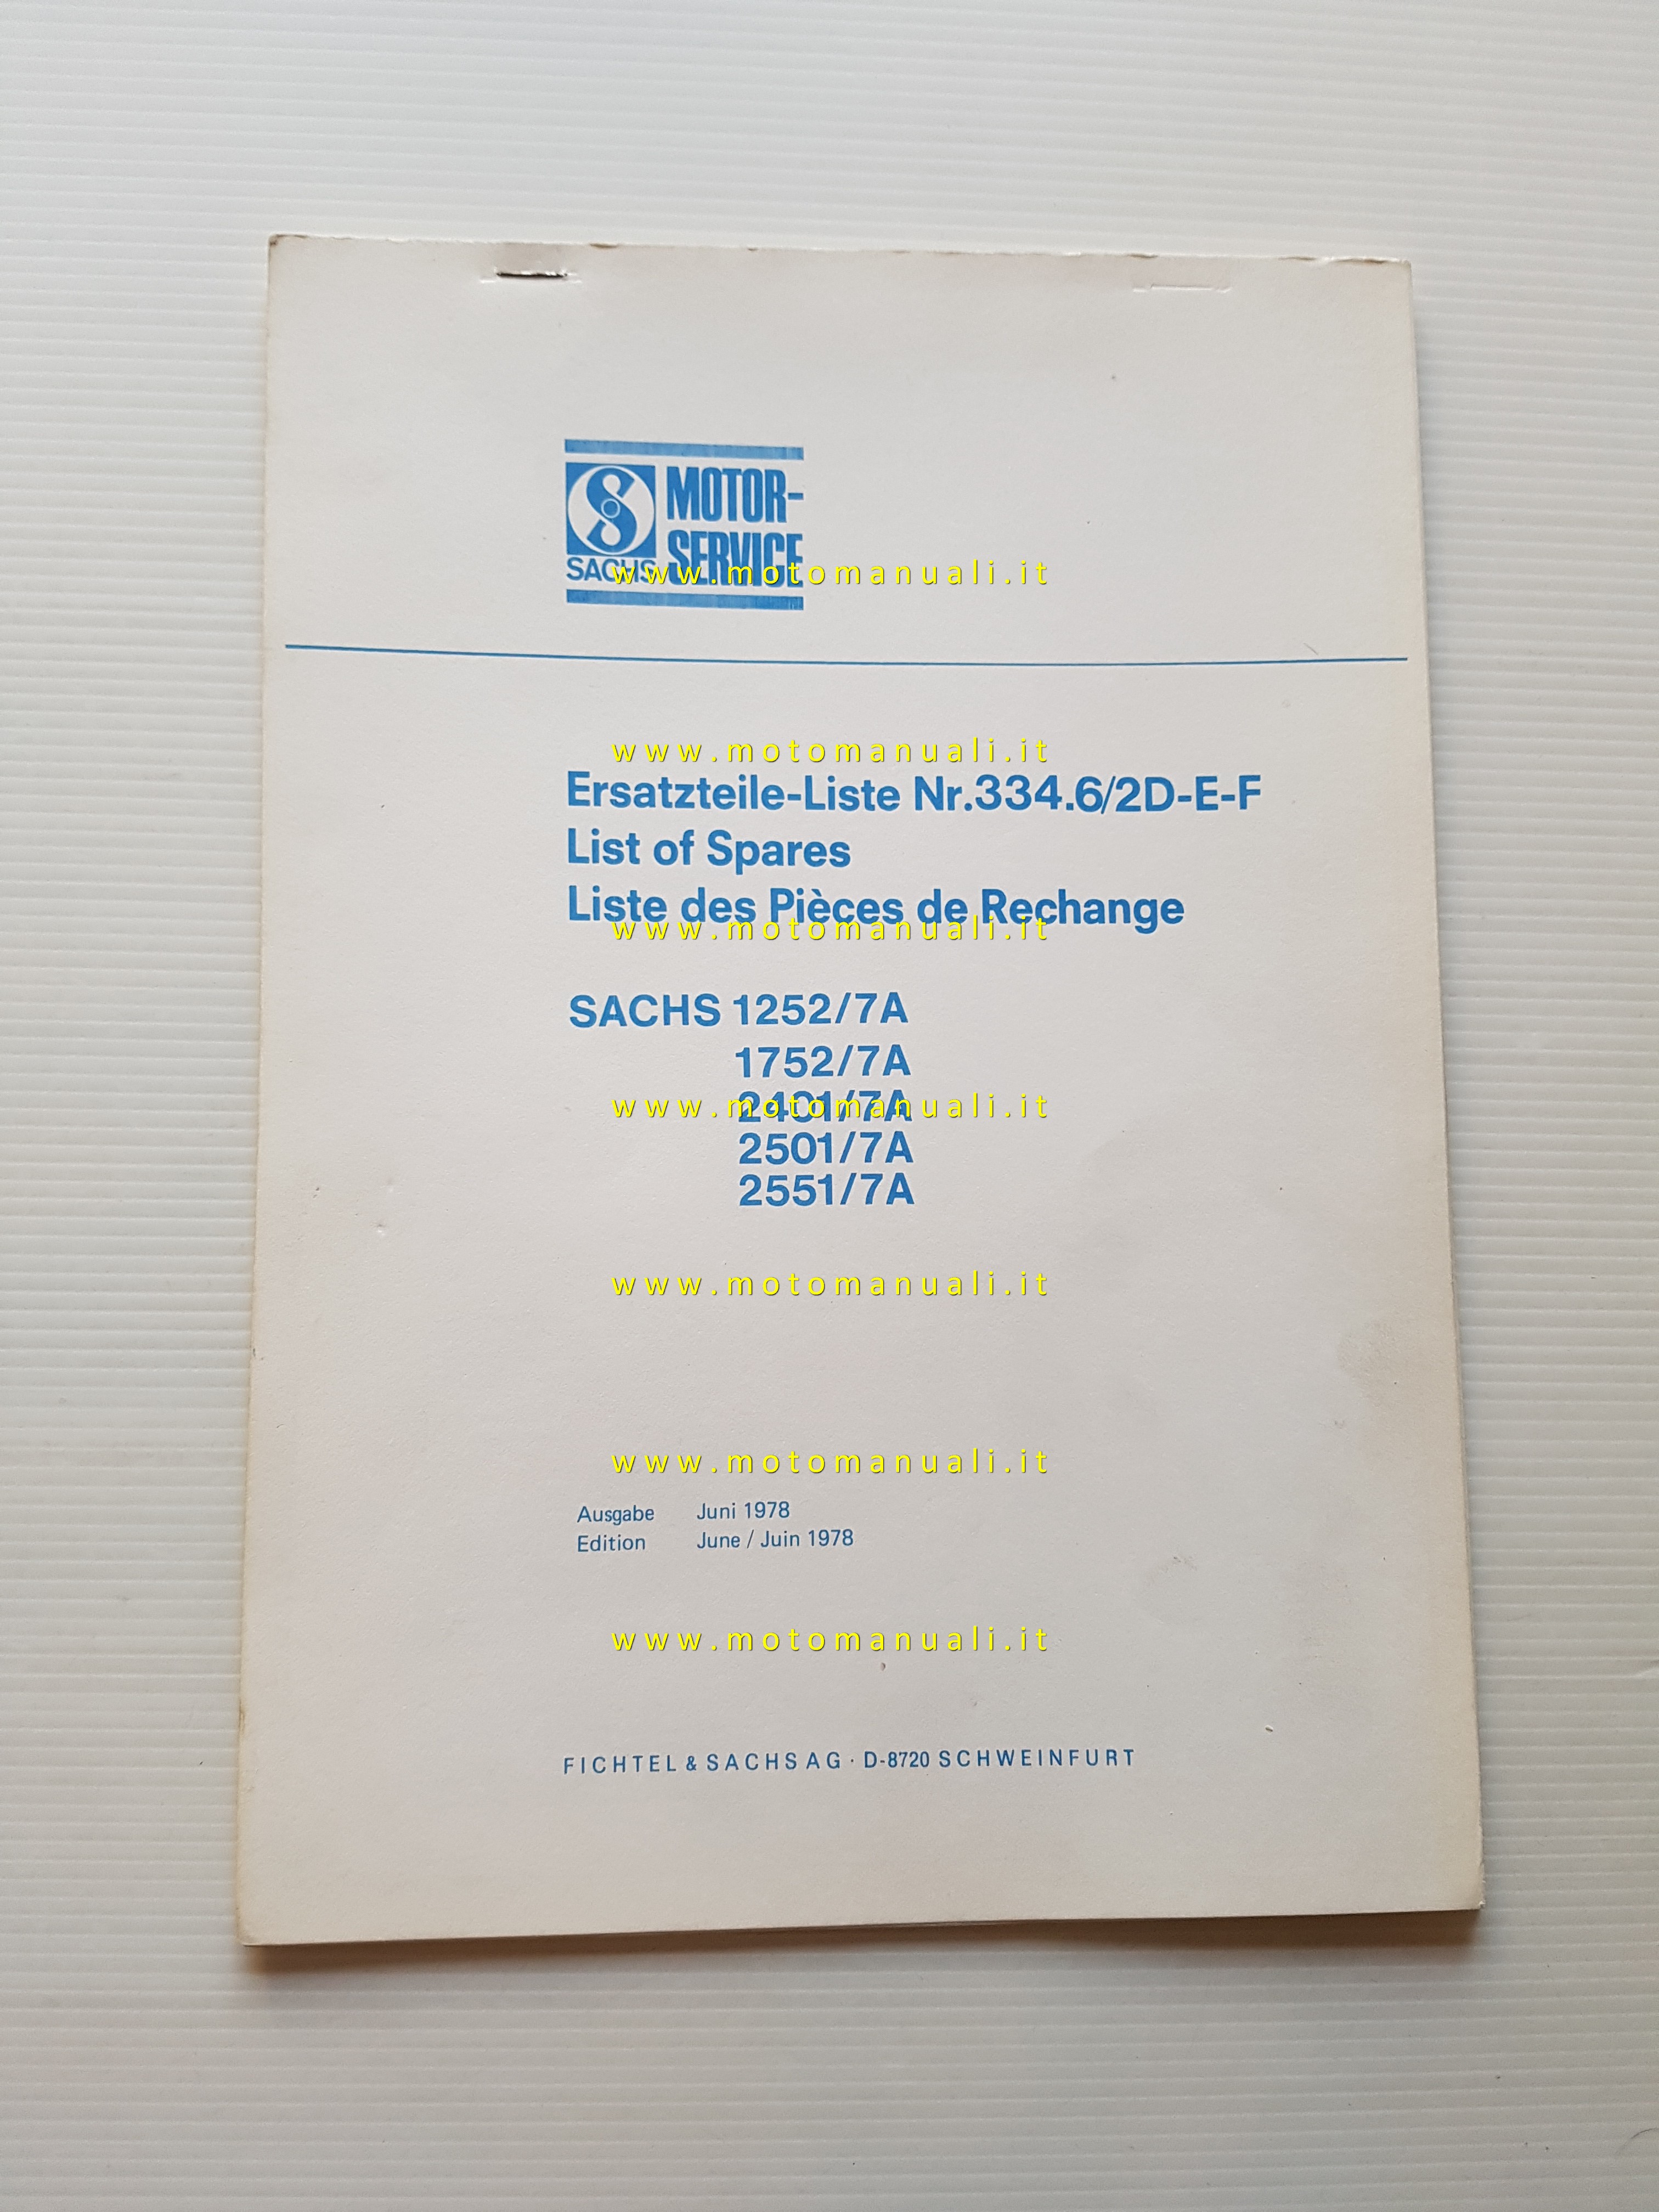 MOTOR-
SERVICE
SACHS
www.motomanuali.it
www.motomanuali.it
Ersatzteile-Liste Nr.334.6/2D-E-F
List of Spares
Liste des Pièces de Rechange
www.motomanuali.it
SACHS 1252/7A
1752/7A
2401/7A
www.motomanuali.it
2501/7A
2551/7A
www.motomanuali.it
www.motomanuali.it
Ausgabe Juni 1978
Edition June / Juin 1978
www.motomanuali.it
FICHTEL & SACHS AG · D-8720 SCHWEINFURT